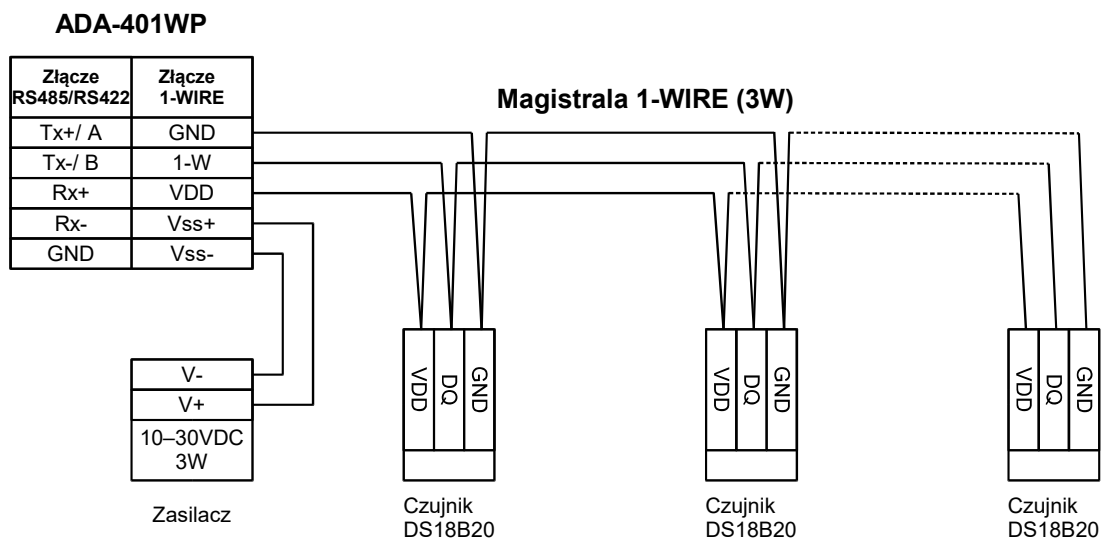 ADA-401WP
Złącze
RS485/RS422
Złącze
1-WIRE
Magistrala 1-WIRE (3W)
Tx+/ A
GND
Tx-/ B
1-W
Rx+
VDD
Rx-
Vss+
GND
Vss-
V-
V+
10–30VDC
3W
Zasilacz
VDD
DQ
GND
Czujnik
DS18B20
VDD
DQ
GND
Czujnik
DS18B20
VDD
DQ
GND
Czujnik
DS18B20